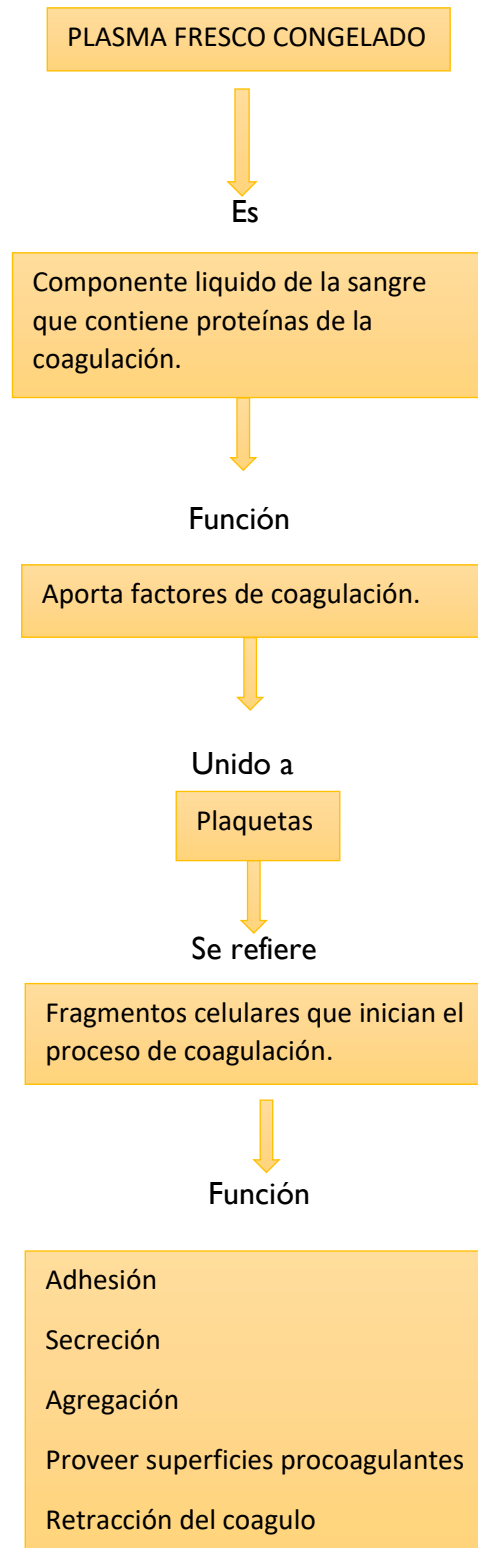 PLASMA FRESCO CONGELADO
Es
Componente liquido de la sangre
que contiene proteínas de la
coagulación.
Función
Aporta factores de coagulación.
Unido a
Plaquetas
Se refiere
Fragmentos celulares que inician el
proceso de coagulación.
Función
Adhesión
Secreción
Agregación
Proveer superficies procoagulantes
Retracción del coagulo